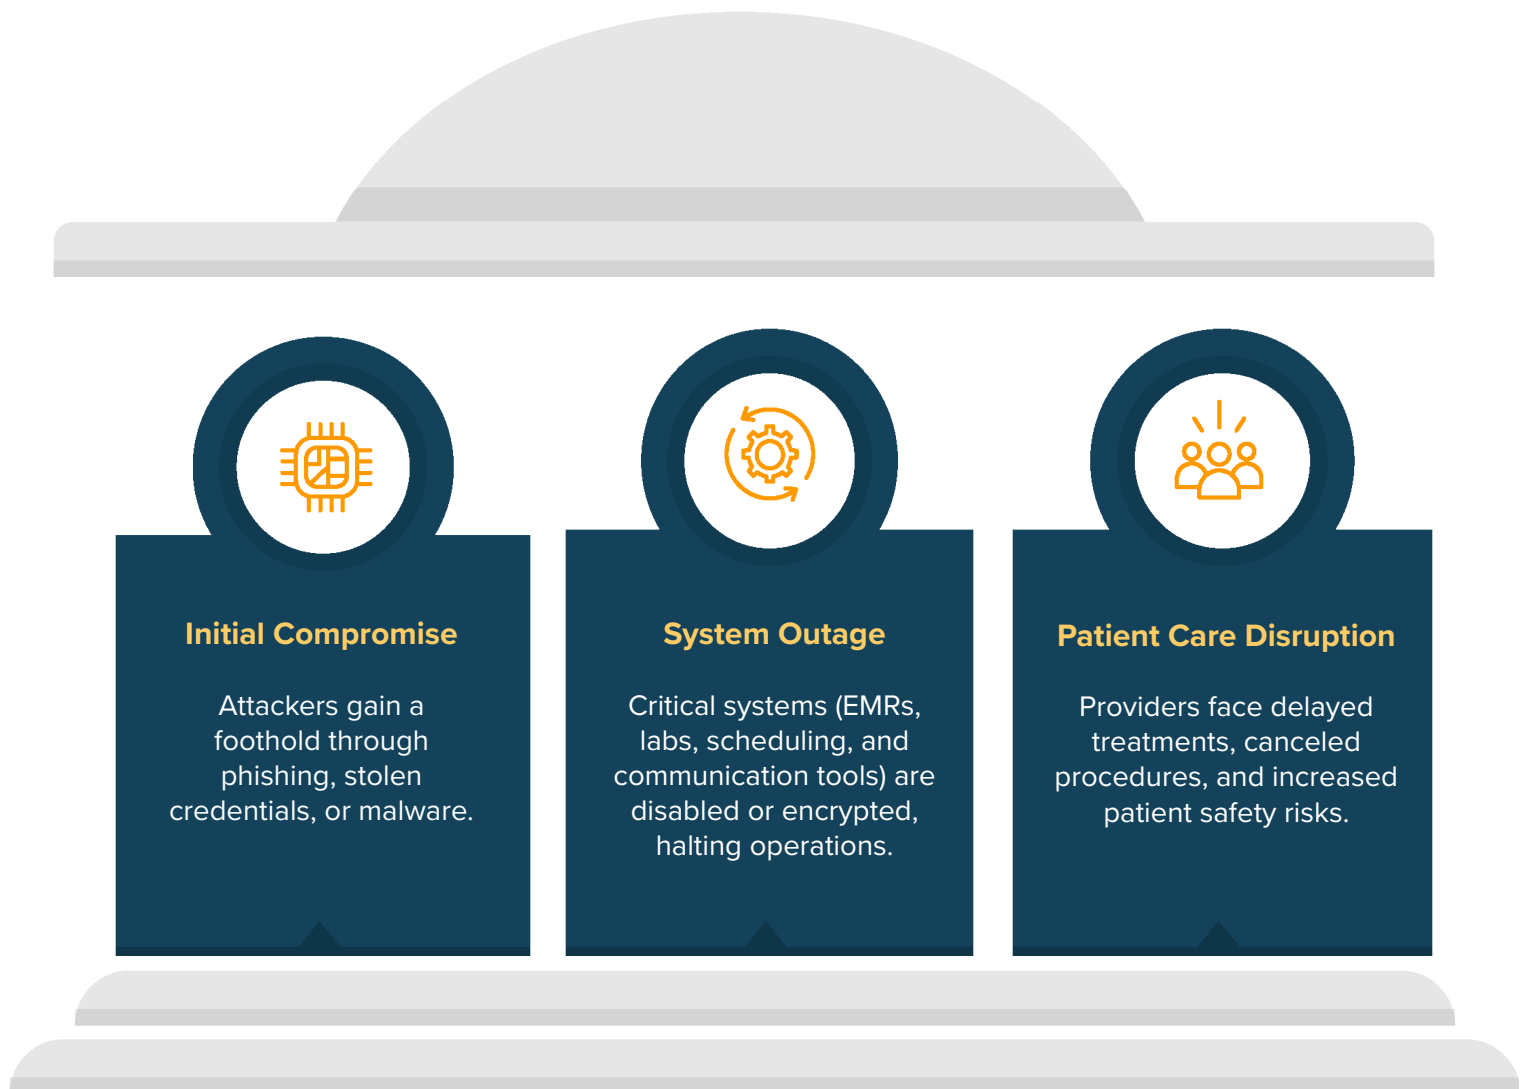 Initial Compromise
Attackers gain a
foothold through
phishing, stolen
credentials, or malware.
System Outage
Critical systems (EMRs,
labs, scheduling, and
communication tools) are
disabled or encrypted,
halting operations.
Patient Care Disruption
Providers face delayed
treatments, canceled
procedures, and increased
patient safety risks.